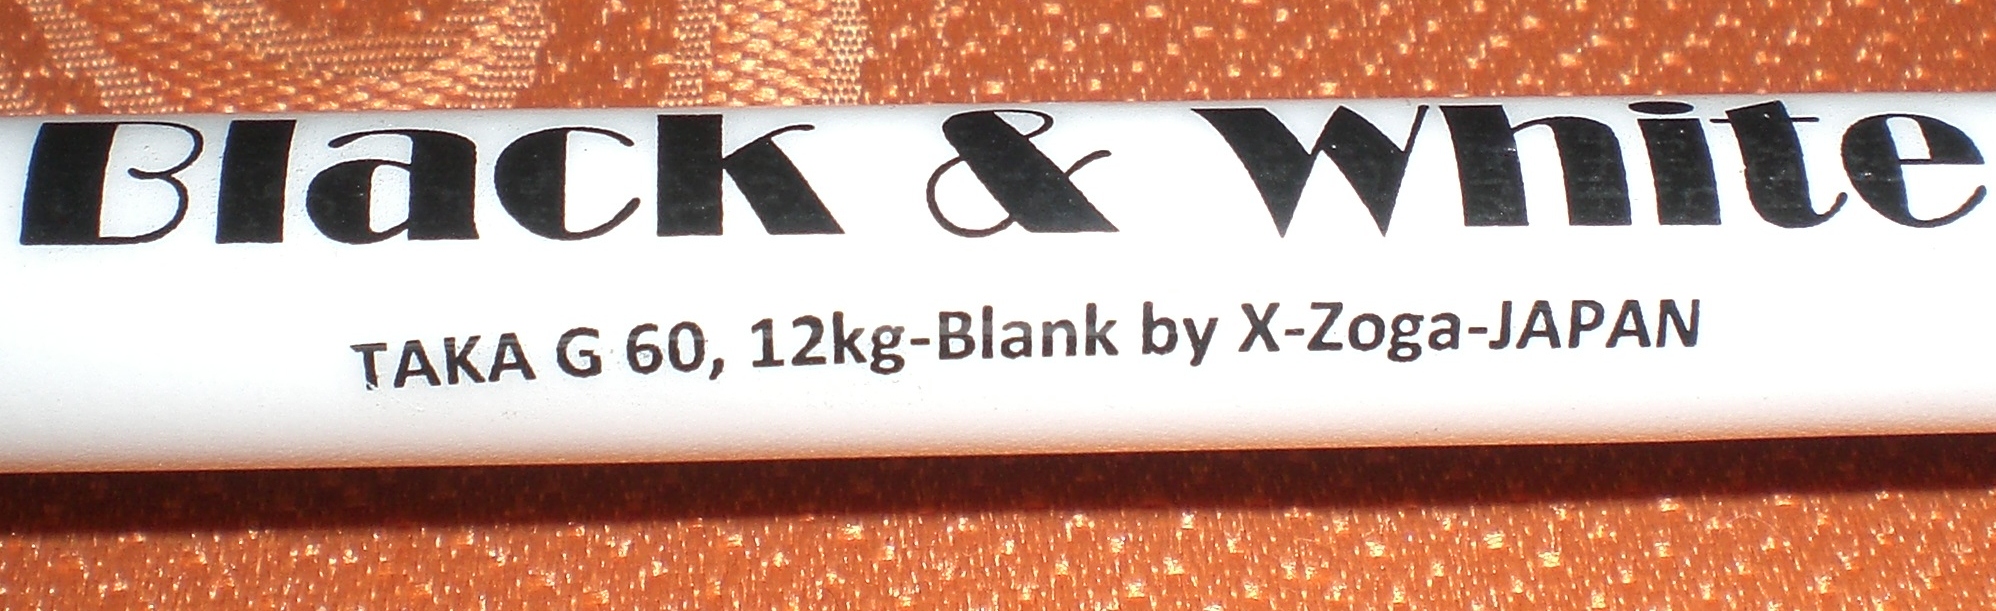 Black & White
TAKA G 60, 12kg-Blank by X-Zoga-JAPAN